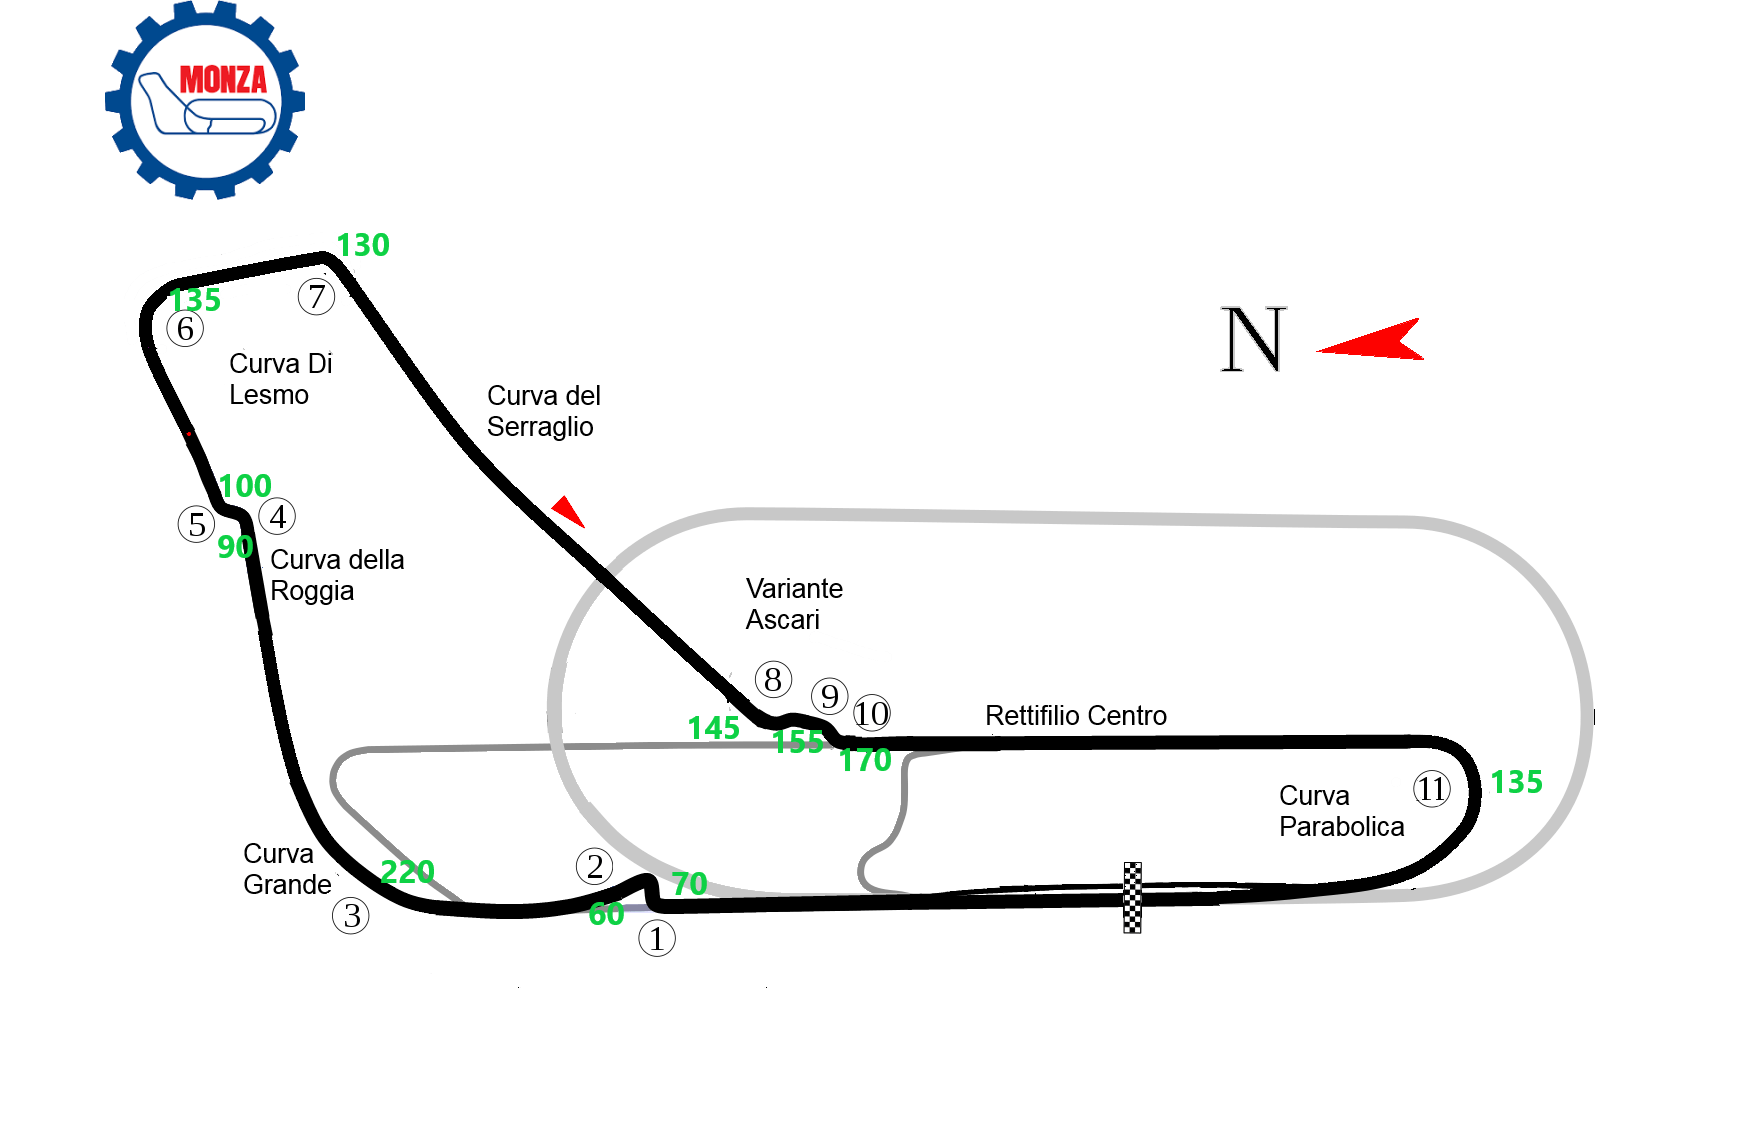 MONZA
130
135
7
6
N
Curva Di
Lesmo
Curva del
Serraglio
100
5
4
90
Curva della
Roggia
Variante
Ascari
8
9
10
145
155
170
Rettifilio Centro
11
135
Curva
Parabolica
Curva
Grande
220
3
2
70
60
1